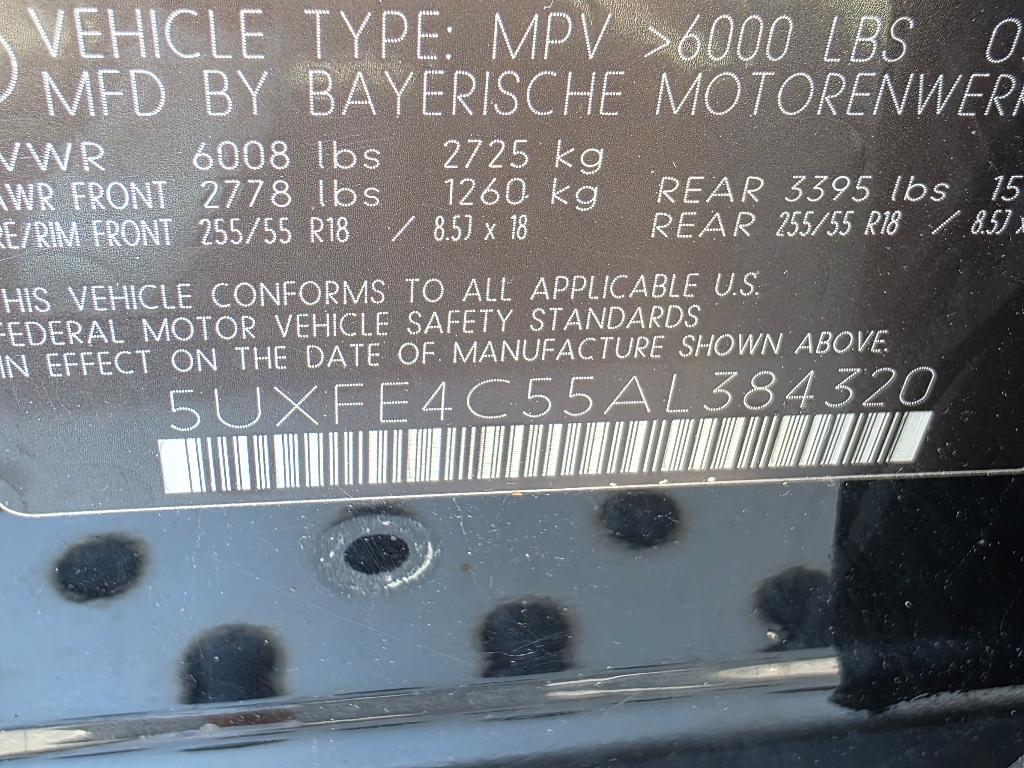 VEHICLE TYPE: MPV >6000 LBS 0
MFD BY BAYERISCHE MOTORENWER
VWR 6008 lbs 2725 kg
AWR FRONT 2778 lbs 1260 kg REAR 3395 lbs 15
RE/RIM FRONT 255/55 R18 / 8.5J x 18 REAR 255/55 R18 / 8.5J x
HIS VEHICLE CONFORMS TO ALL APPLICABLE U.S.
FEDERAL MOTOR VEHICLE SAFETY STANDARDS
IN EFFECT ON THE DATE OF MANUFACTURE SHOWN ABOVE.
5UXFE4C55AL384320